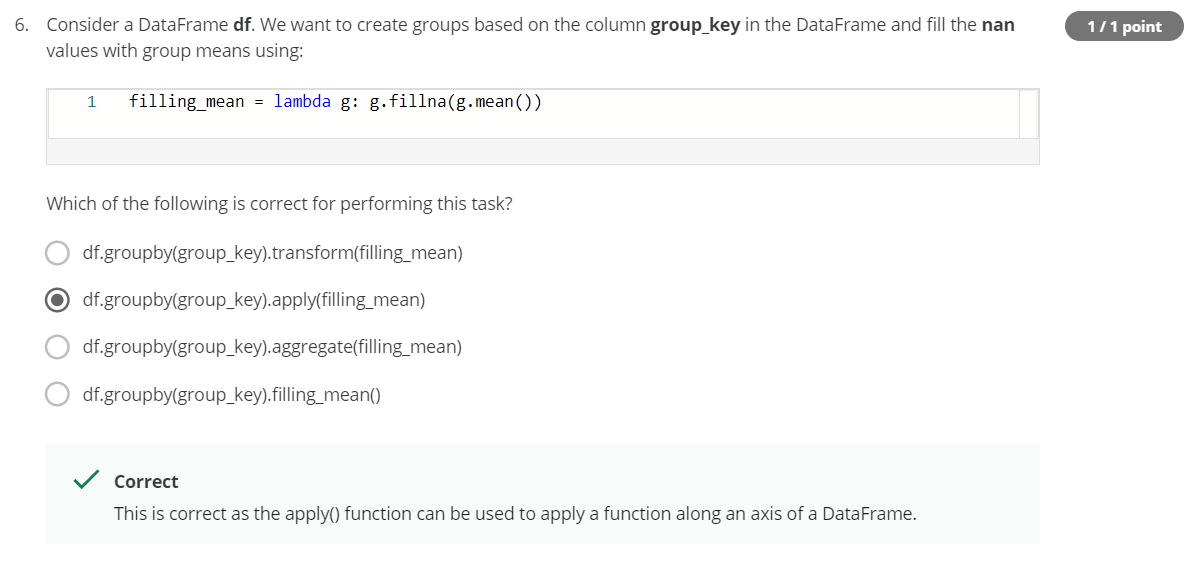 6. Consider a DataFrame df. We want to create groups based on the column group_key in the DataFrame and fill the nan
1 / 1 point
values with group means using:
1 filling_mean = lambda g: g.fillna(g.mean())
Which of the following is correct for performing this task?
df.groupby(group_key).transform(filling_mean)
df.groupby(group_key).apply(filling_mean)
df.groupby(group_key).aggregate(filling_mean)
df.groupby(group_key).filling_mean()
Correct
This is correct as the apply() function can be used to apply a function along an axis of a DataFrame.